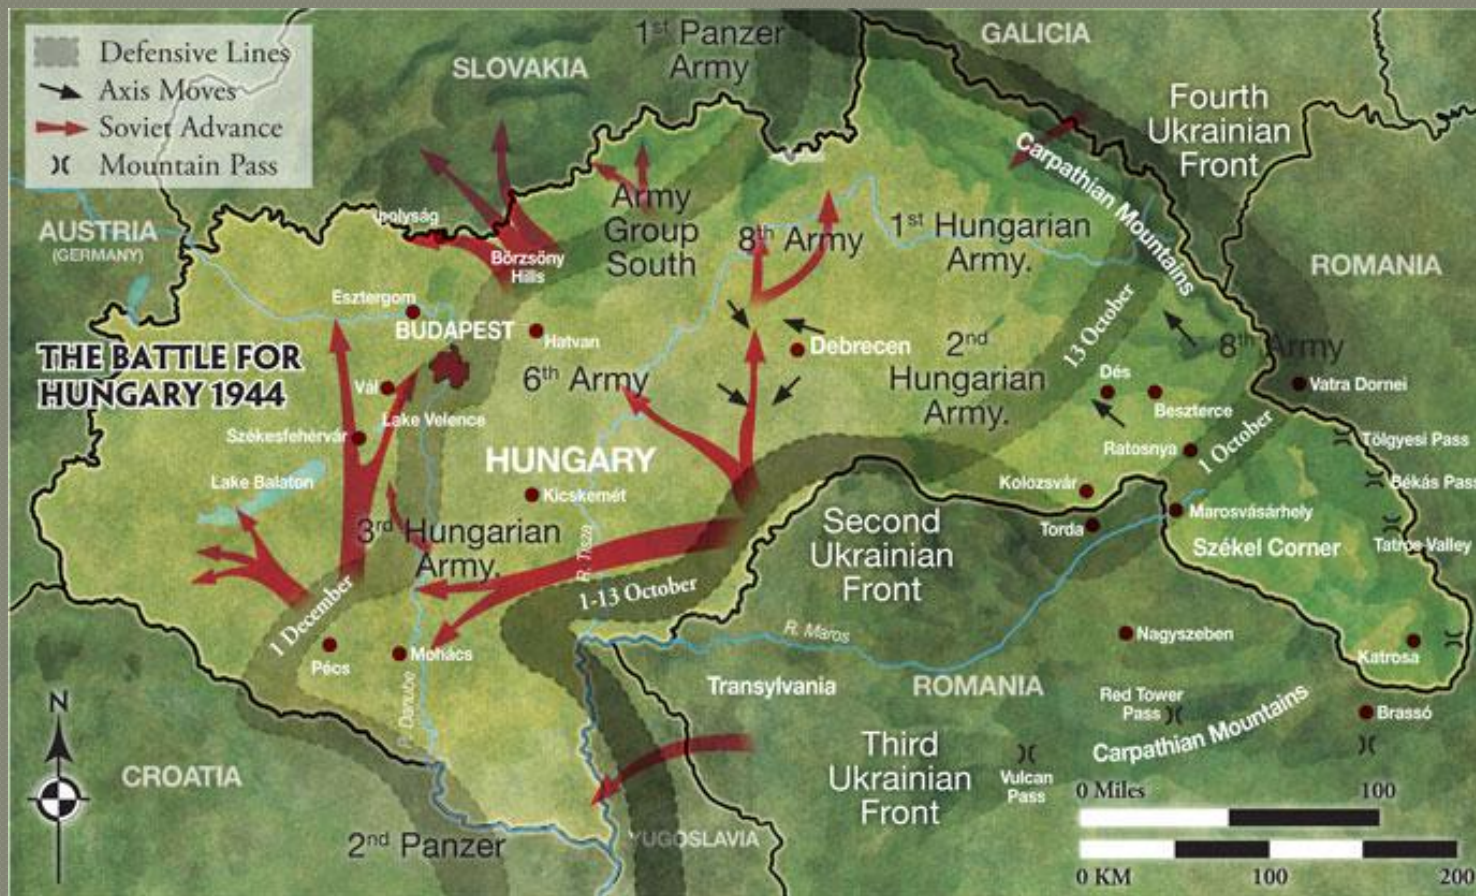 Defensive Lines
Axis Moves
Soviet Advance
Mountain Pass
1st Panzer
Army
GALICIA
SLOVAKIA
Fourth
Ukrainian
Front
Carpathian Mountains
AUSTRIA
(GERMANY)
polyság
Börzsöny
Hills
Army
Group
South
8th Army
1st Hungarian
Army.
ROMANIA
Esztergom
BUDAPEST
Hatvan
THE BATTLE FOR
HUNGARY 1944
6th Army
Debrecen
2nd
Hungarian
Army.
13 October
8th Army
Vatra Dornei
Vál
Lake Velence
Dés
Beszterce
Székesfehérvár
HUNGARY
Ratosnya
1 October
Tölgyesi Pass
Lake Balaton
Kicskemét
Kolozsvár
Békás Pass
Marosvásárhely
Torda
Tatros Valley
Székel Corner
3rd Hungarian
Army.
R. Tisza
Second
Ukrainian
Front
1 December
1-13 October
R. Maros
Nagyszeben
Katrosa
Pécs
Mohács
Transylvania
ROMANIA
Red Tower
Pass
Carpathian Mountains
Brassó
R. Danube
N
CROATIA
Third
Ukrainian
Front
Vulcan
Pass
0 Miles
100
2nd Panzer
YUGOSLAVIA
0 KM
100
200